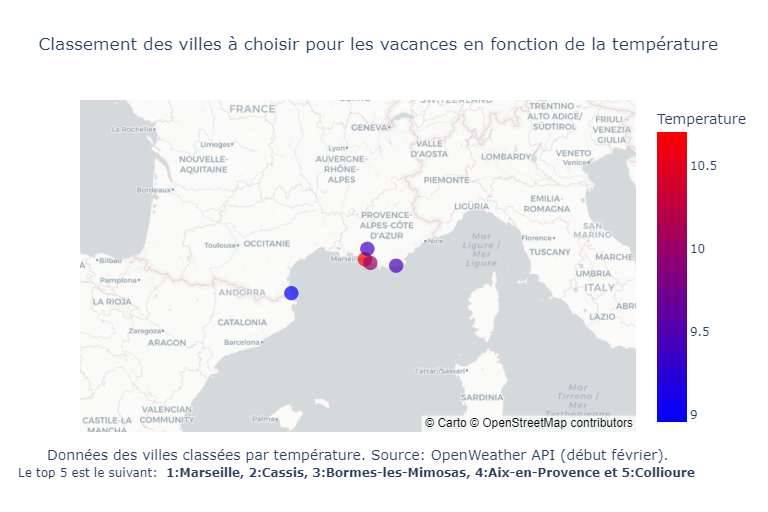 Classement des villes à choisir pour les vacances en fonction de la température
Temperature
10.5
10
9.5
9
FRANCE
SWITZERLAND
TRENTINO -
ALTO ADIGE/
SÜDTIROL
FRIULI -
VENEZIA
GIULIA
La Rochelle
GENEVA
Limoges
Lyon
VALLE
D'AOSTA
NOUVELLE-
AQUITAINE
AUVERGNE-
RHÔNE-
ALPES
LOMBARDY
VENETO
Venice
PIEMONTE
Bordeaux
EMILIA-
ROMAGNA
LIGURIA
PROVENCE-
ALPES-CÔTE
D'AZUR
SAN
MARINO
Toulouse
OCCITANIE
Nice
Mar
Ligure /
Mer
Ligure
Florence
TUSCANY
MARCHE
Bilbao
Marseille
UMBRIA
Pamplona
ANDORRA
ITALY
LA RIOJA
ABRU
LAZIO
CATALONIA
Zaragoza
ARAGON
Barcelona
Tàttari/Sassari
SARDINIA
Mar
Tirreno /
Mer
Tyrrhénienne
VALENCIAN
COMMUNITY
CASTILE-LA
MANCHA
Palma
© Carto © OpenStreetMap contributors
Données des villes classées par température. Source: OpenWeather API (début février).
Le top 5 est le suivant: 1:Marseille, 2:Cassis, 3:Bormes-les-Mimosas, 4:Aix-en-Provence et 5:Collioure